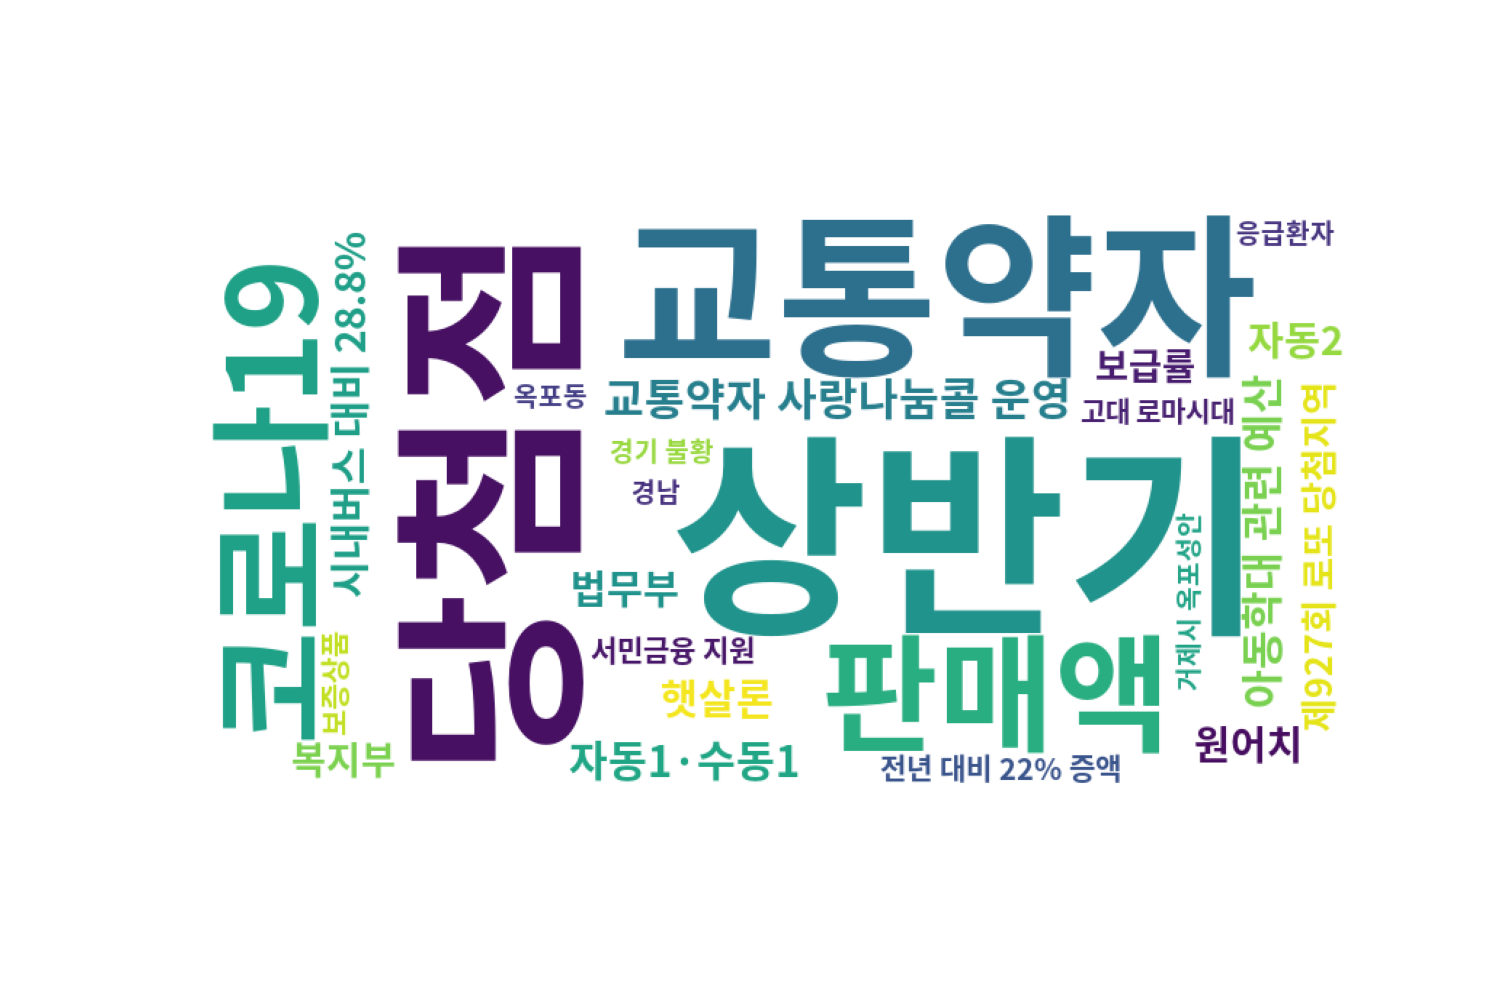 교통약자
응급환자
코로나19
시내버스 대비 28.8%
당첨점
자동2
보급률
옥포동
교통약자 사랑나눔콜 운영
고대 로마시대
경기 불황
경남
상반기
아동학대 관련 예산
제927회 로또 당첨지역
거제시 옥포성안
법무부
서민금융 지원
판매액
보증상품
햇살론
원어치
복지부
자동1·수동1
전년 대비 22% 증액